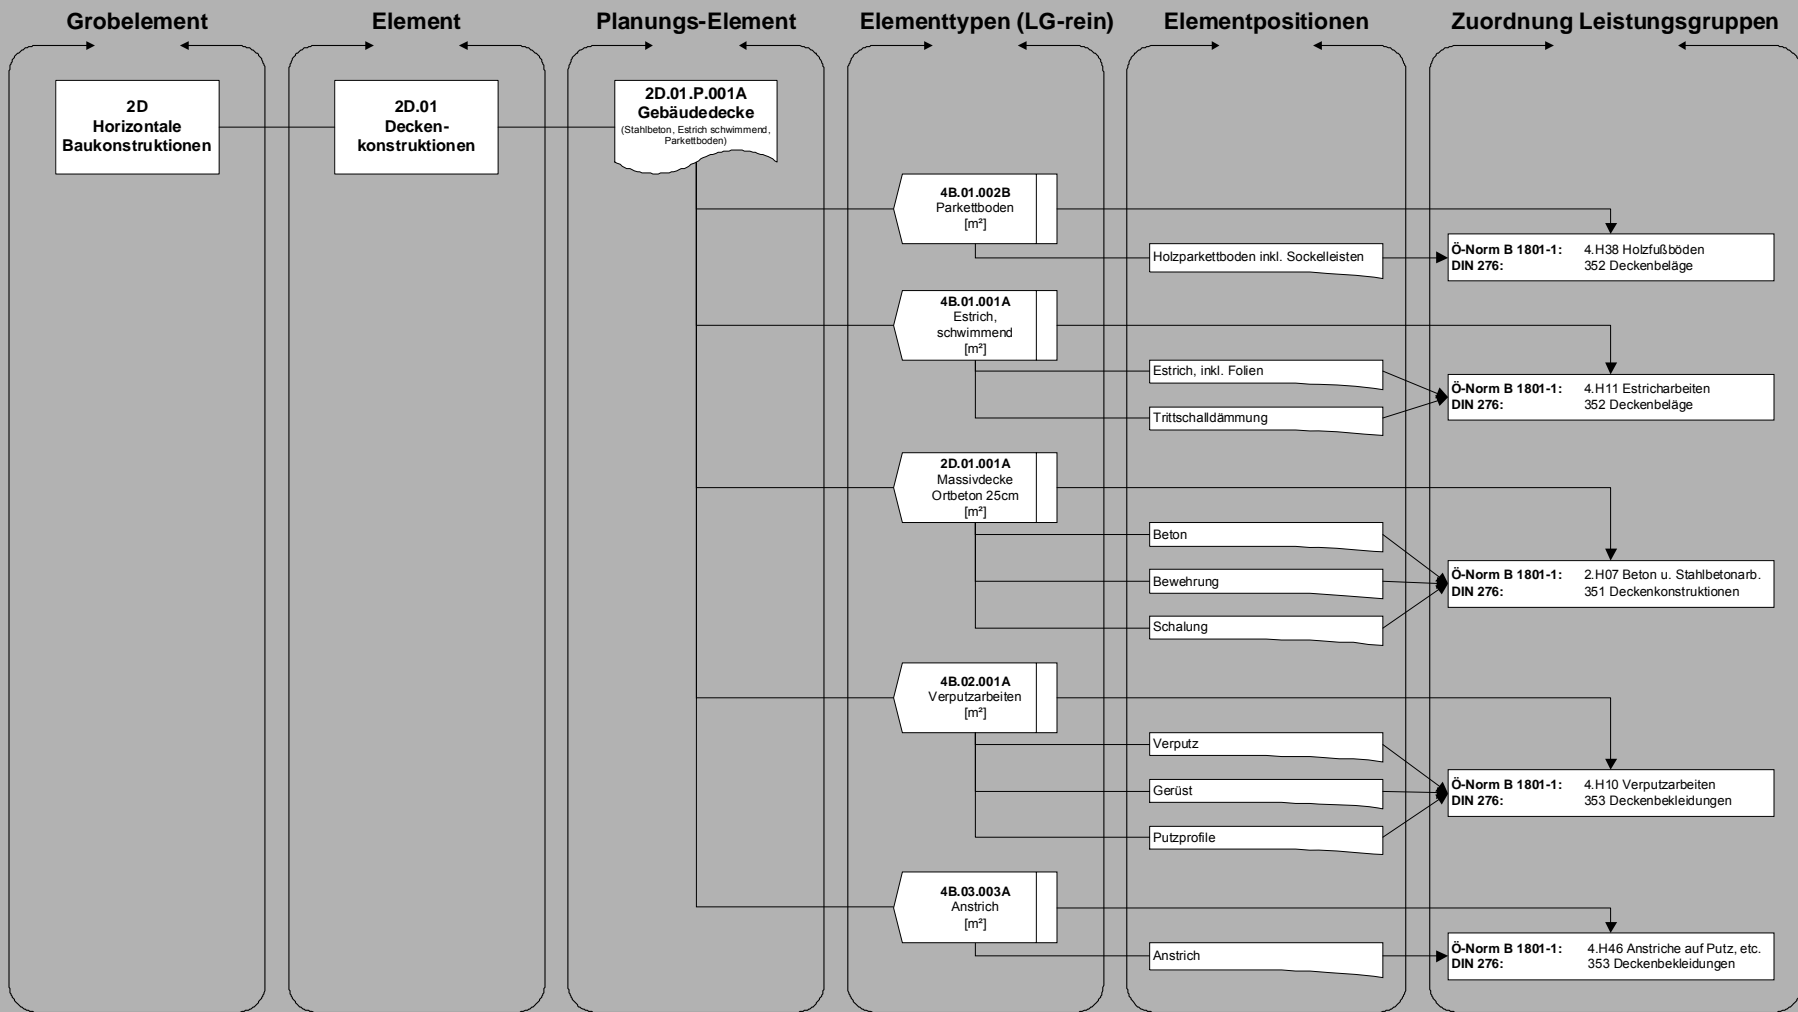 Grobelement
Element
Planungs-Element
Elementtypen (LG-rein)
Elementpositionen
Zuordnung Leistungsgruppen
2D
Horizontale
Baukonstruktionen
2D.01
Decken-
konstruktionen
2D.01.P.001A
Gebäudedecke
(Stahlbeton, Estrich schwimmend,
Parkettboden)
4B.01.002B
Parkettboden
[m²]
Holzparkettboden inkl. Sockelleisten
Ö-Norm B 1801-1: 4.H38 Holzfußböden
DIN 276: 352 Deckenbeläge
4B.01.001A
Estrich,
schwimmend
[m²]
Estrich, inkl. Folien
Trittschalldämmung
Ö-Norm B 1801-1: 4.H11 Estricharbeiten
DIN 276: 352 Deckenbeläge
2D.01.001A
Massivdecke
Ortbeton 25cm
[m²]
Beton
Bewehrung
Schalung
Ö-Norm B 1801-1: 2.H07 Beton u. Stahlbetonarb.
DIN 276: 351 Deckenkonstruktionen
4B.02.001A
Verputzarbeiten
[m²]
Verputz
Gerüst
Putzprofile
Ö-Norm B 1801-1: 4.H10 Verputzarbeiten
DIN 276: 353 Deckenbekleidungen
4B.03.003A
Anstrich
[m²]
Anstrich
Ö-Norm B 1801-1: 4.H46 Anstriche auf Putz, etc.
DIN 276: 353 Deckenbekleidungen